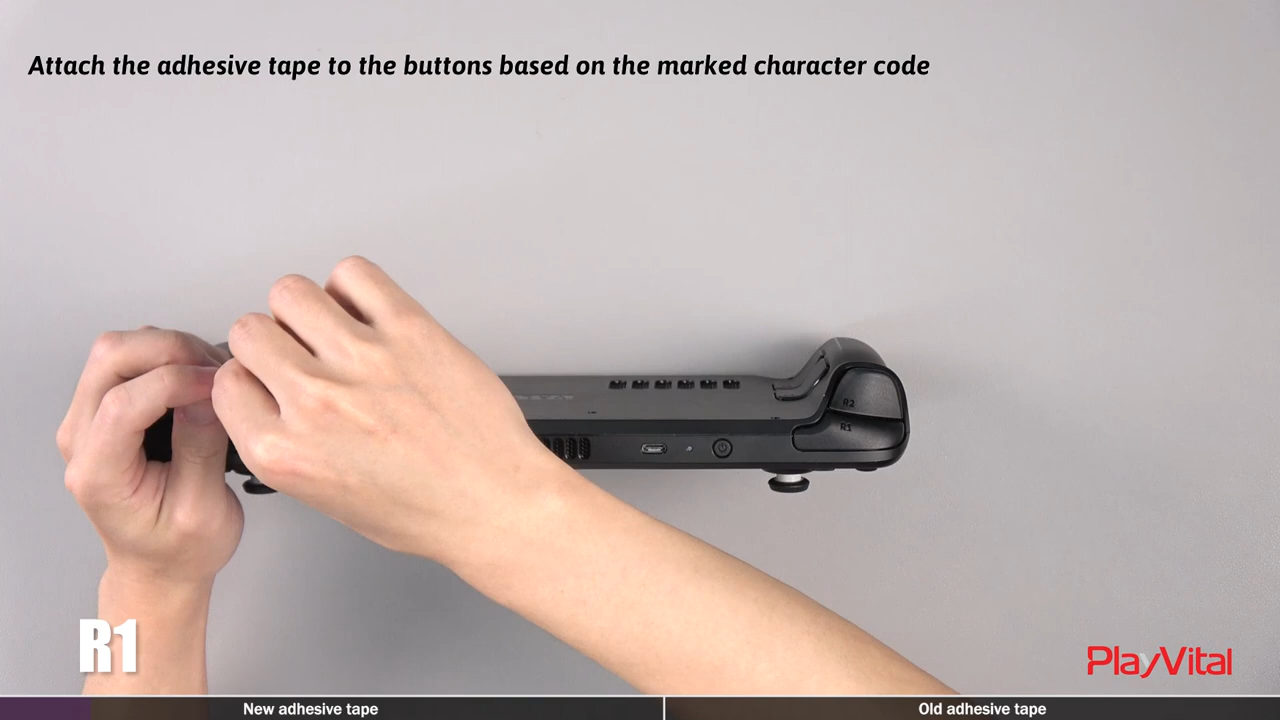 Attach the adhesive tape to the buttons based on the marked character code
R2
R1
R1
PlayVital
New adhesive tape
Old adhesive tape